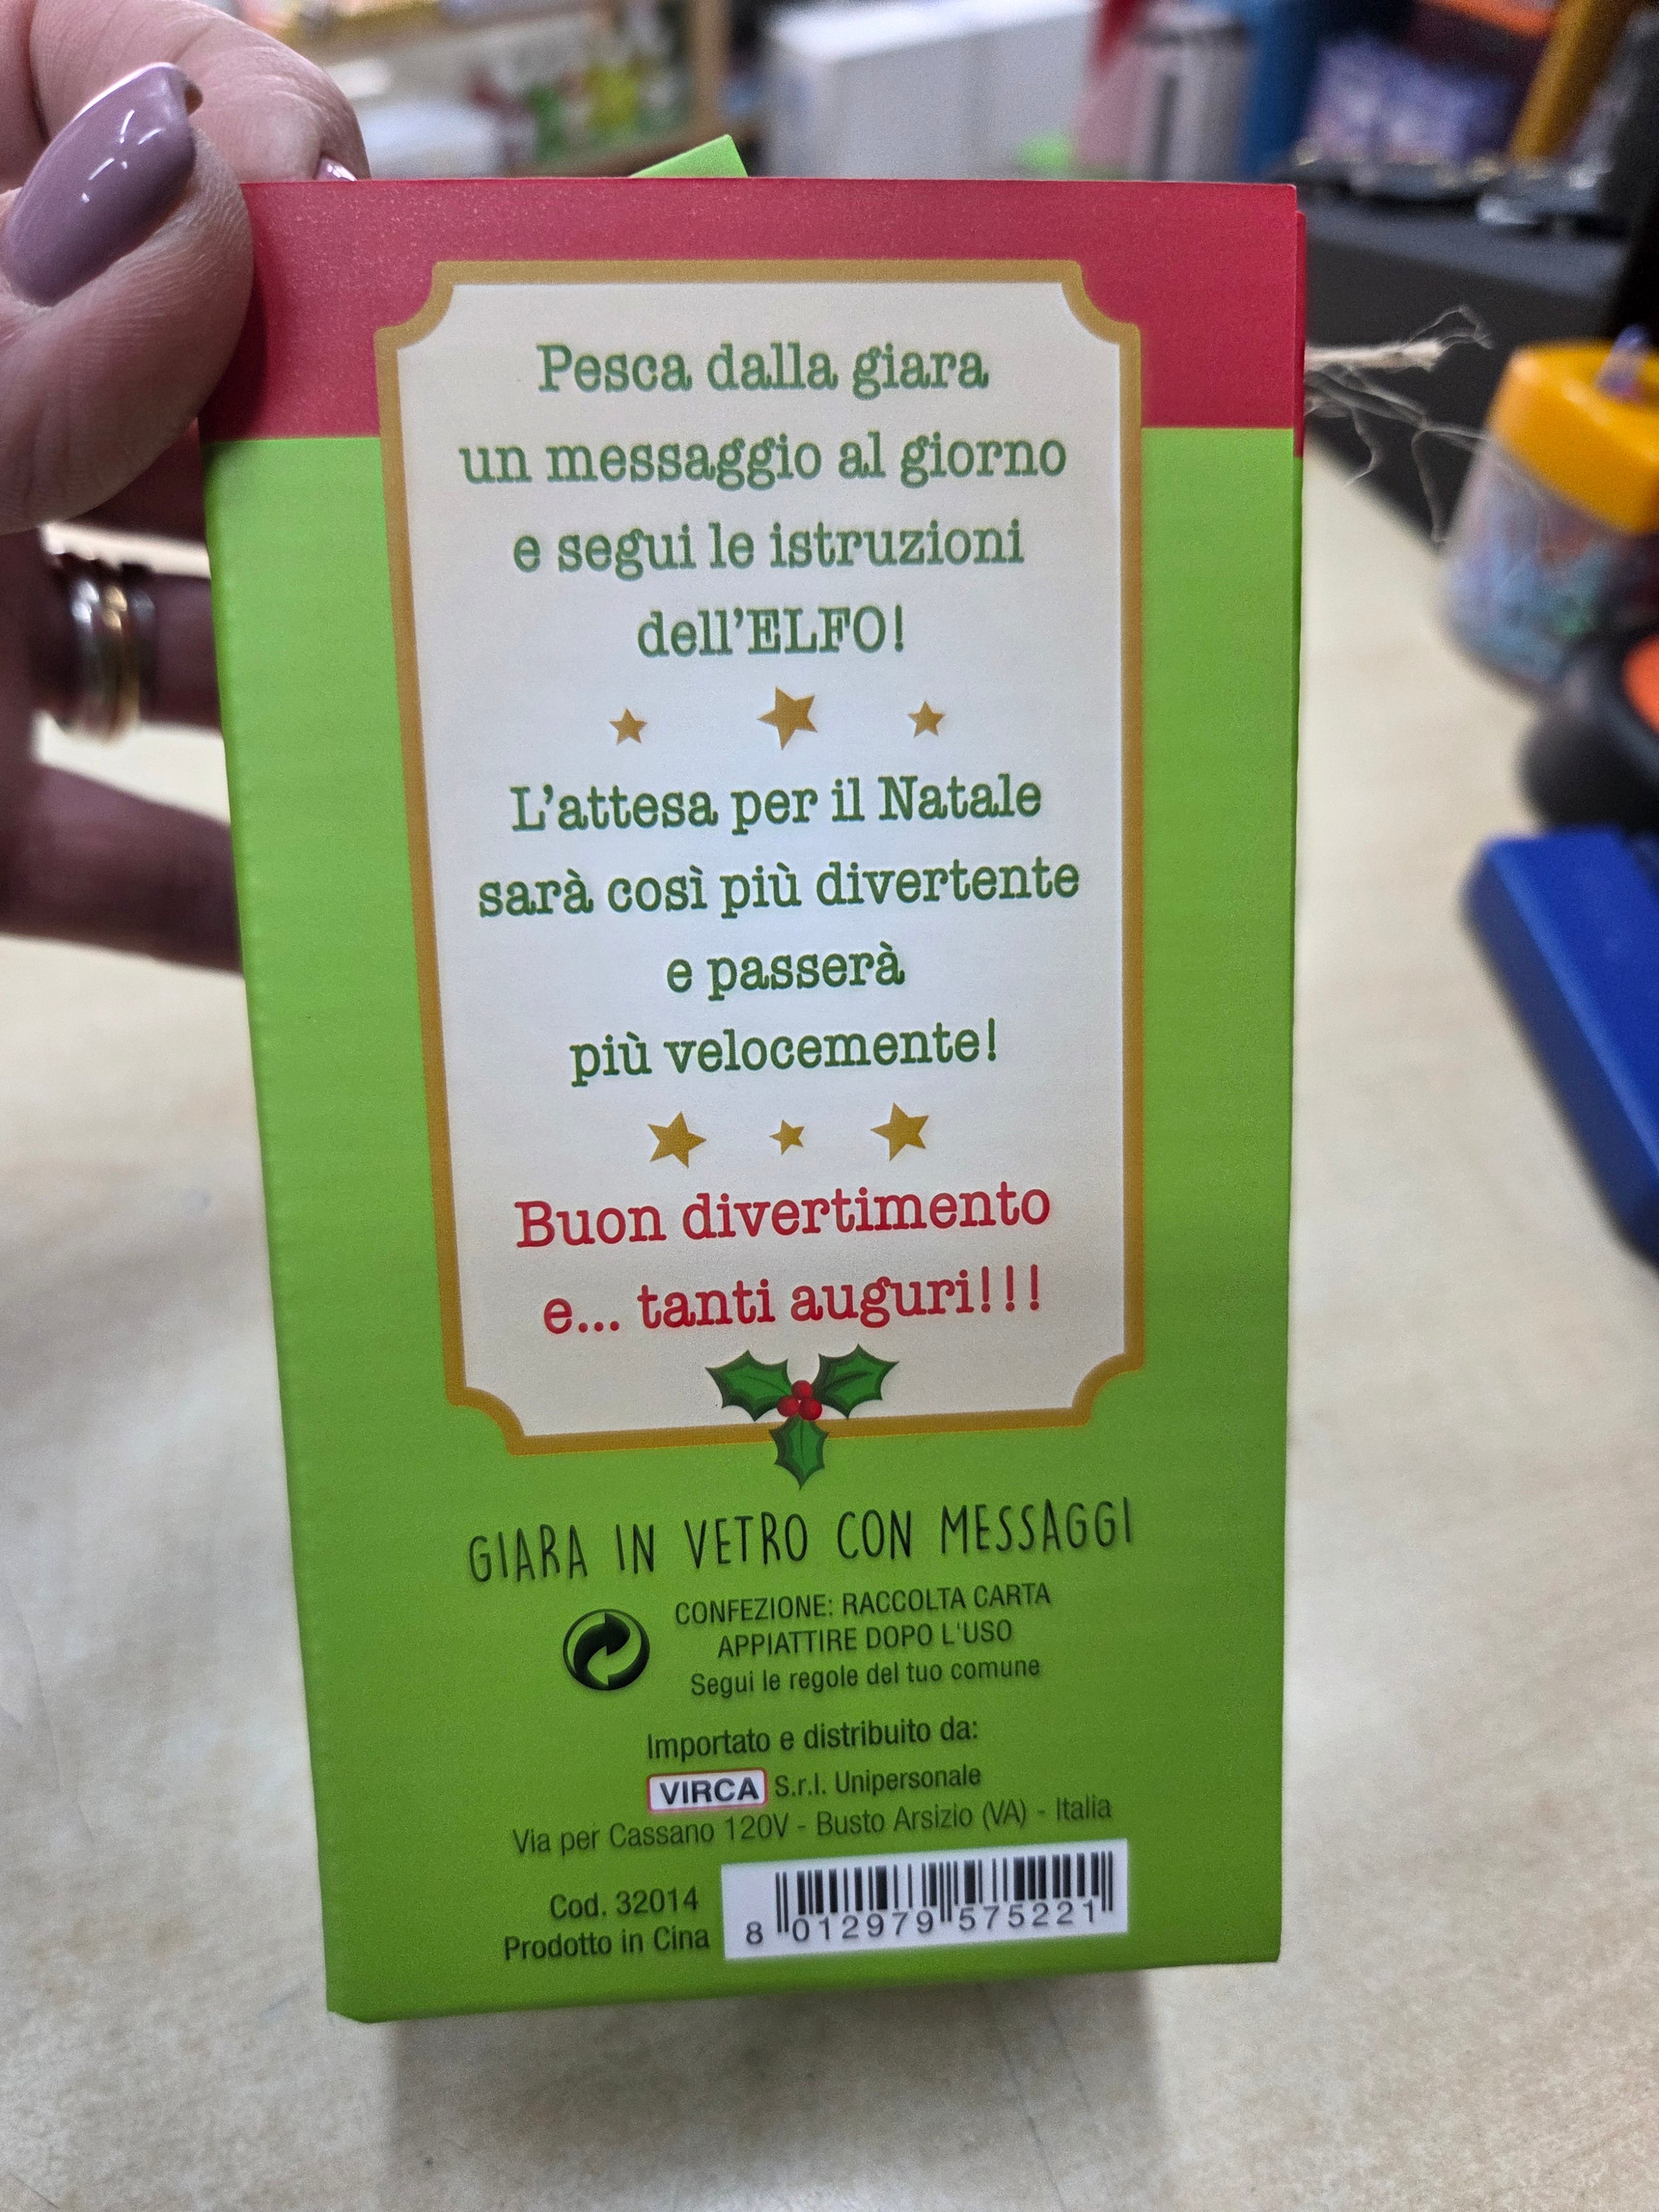 Pesca dalla giara
un messaggio al giorno
e segui le istruzioni
dell'ELFO!
L'attesa per il Natale
sarà così più divertente
e passerà
più velocemente!
Buon divertimento
e... tanti auguri!!!
GIARA IN VETRO CON MESSAGGI
CONFEZIONE: RACCOLTA CARTA
APPIATTIRE DOPO L'USO
Segui le regole del tuo comune
Importato e distribuito da:
VIRCA S.r.l. Unipersonale
Via per Cassano 120V - Busto Arsizio (VA) - Italia
Cod. 32014
Prodotto in Cina
8 012979 575221